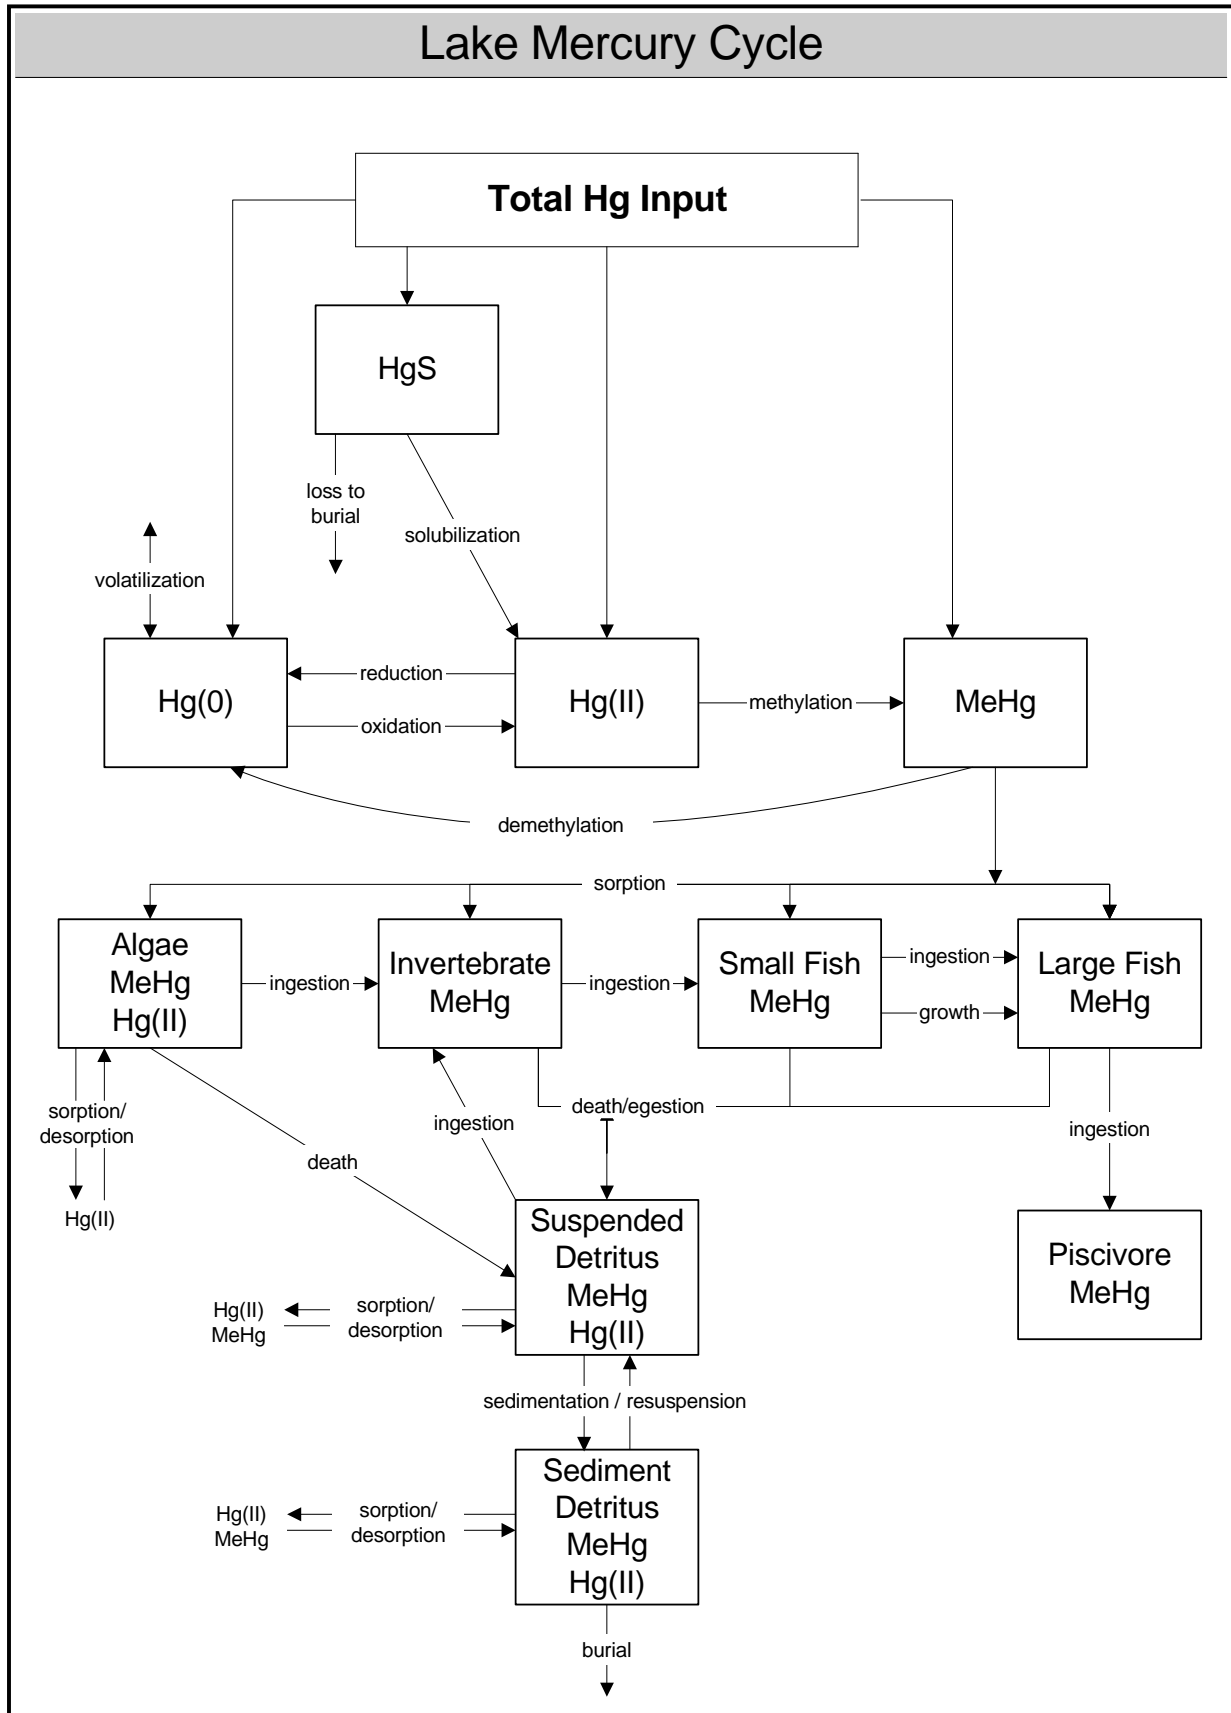 Lake Mercury Cycle
Total Hg Input
HgS
loss to
burial
solubilization
volatilization
Hg(0)
reduction
oxidation
Hg(II)
methylation
MeHg
demethylation
sorption
Algae
MeHg
Hg(II)
ingestion
Invertebrate
MeHg
ingestion
Small Fish
MeHg
ingestion
growth
Large Fish
MeHg
sorption/
desorption
Hg(II)
death
ingestion
death/egestion
ingestion
Suspended
Detritus
MeHg
Hg(II)
Piscivore
MeHg
Hg(II)
MeHg
sorption/
desorption
sedimentation / resuspension
Sediment
Detritus
MeHg
Hg(II)
Hg(II)
MeHg
sorption/
desorption
burial